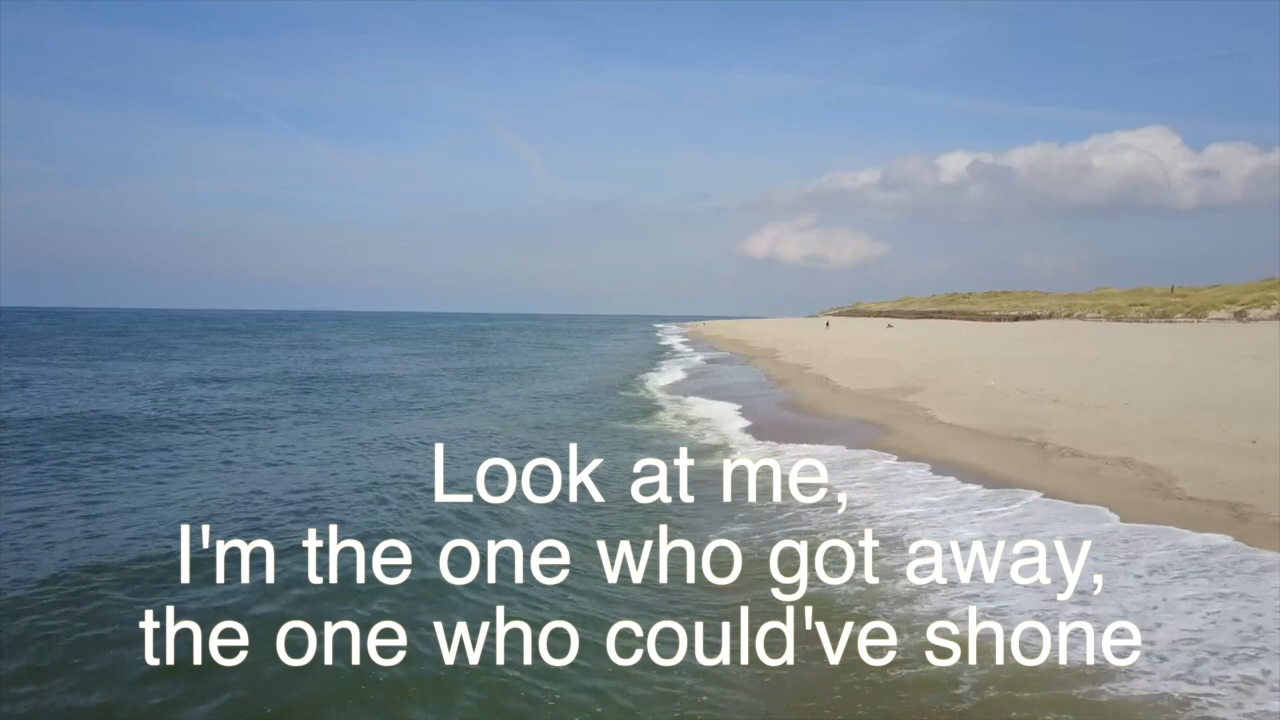 Look at me,
I'm the one who got away,
the one who could've shone